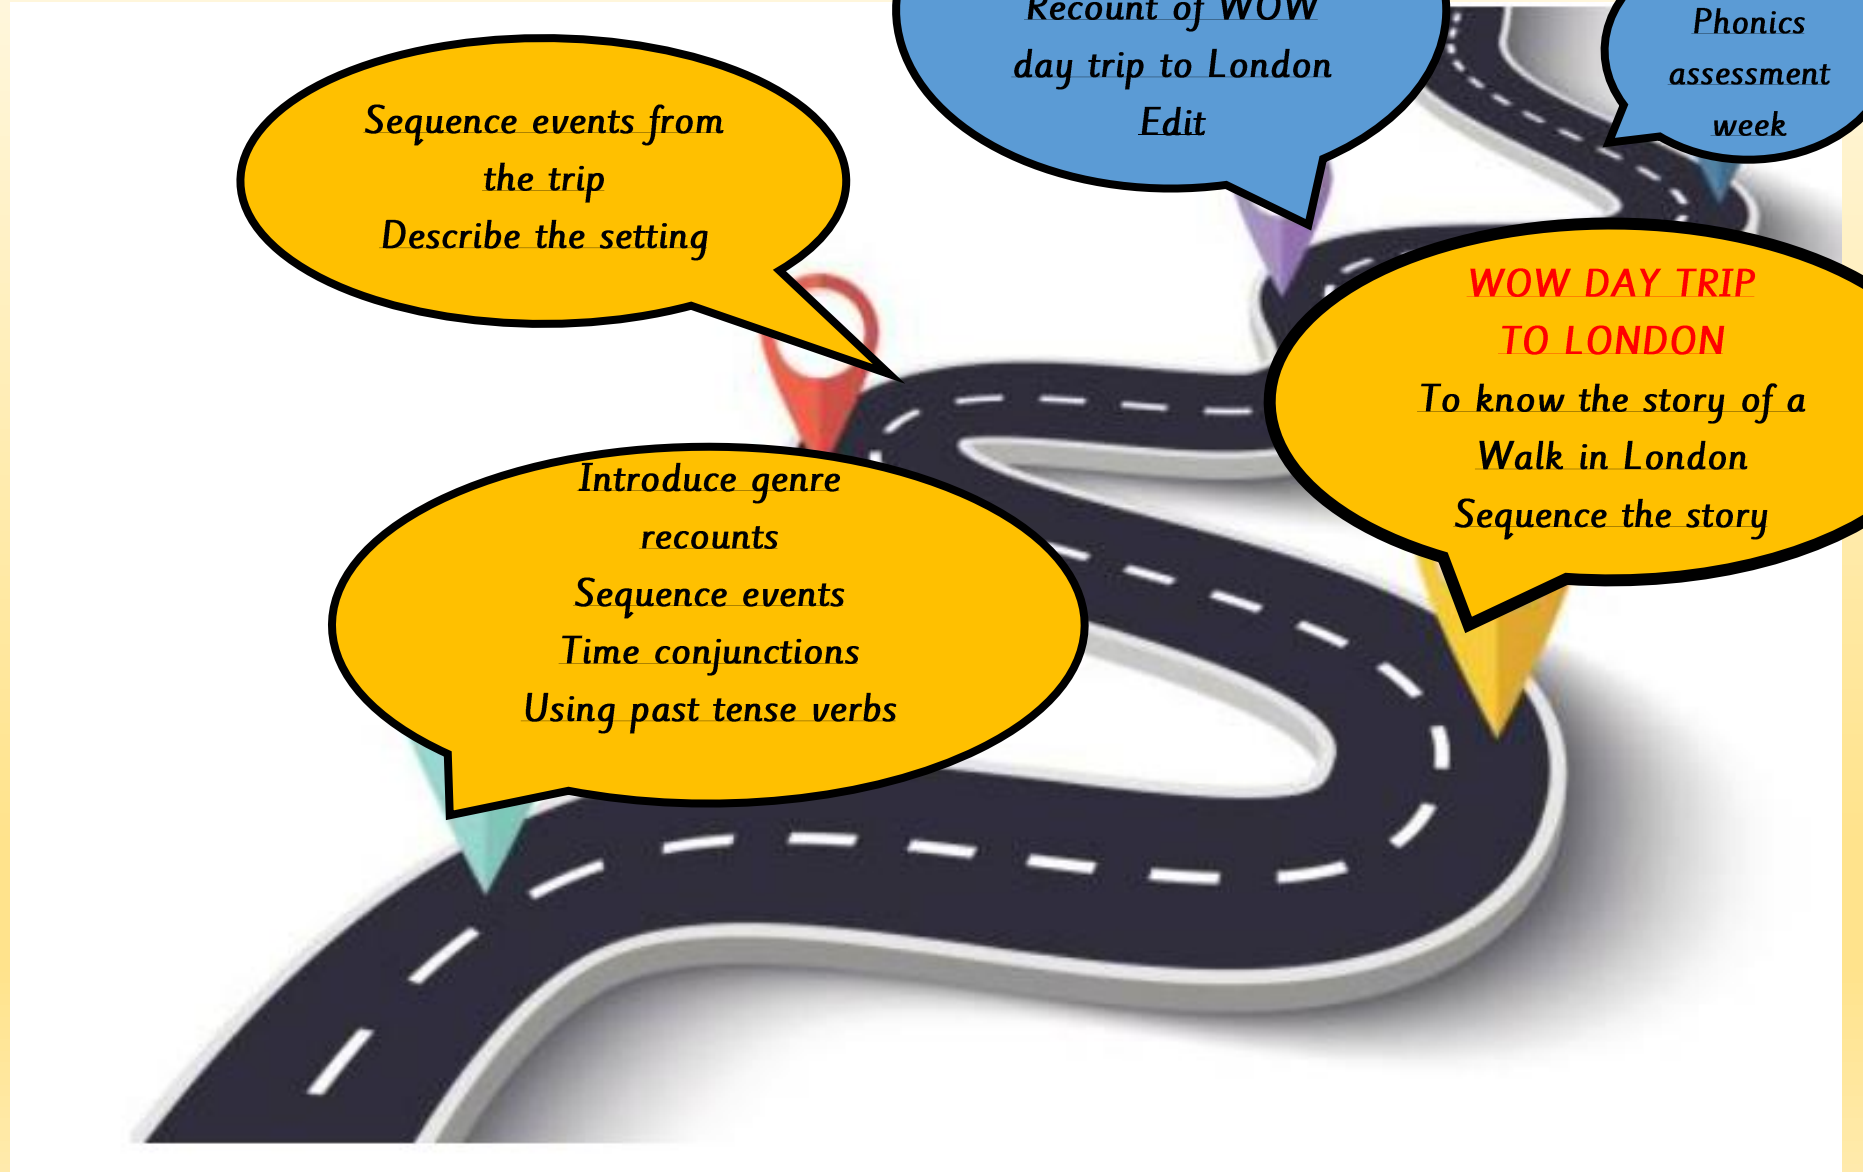 Recount of WOW
day trip to London
Edit
Phonics
assessment
week
Sequence events from
the trip
Describe the setting
WOW DAY TRIP
TO LONDON
To know the story of a
Walk in London
Sequence the story
Introduce genre
recounts
Sequence events
Time conjunctions
Using past tense verbs